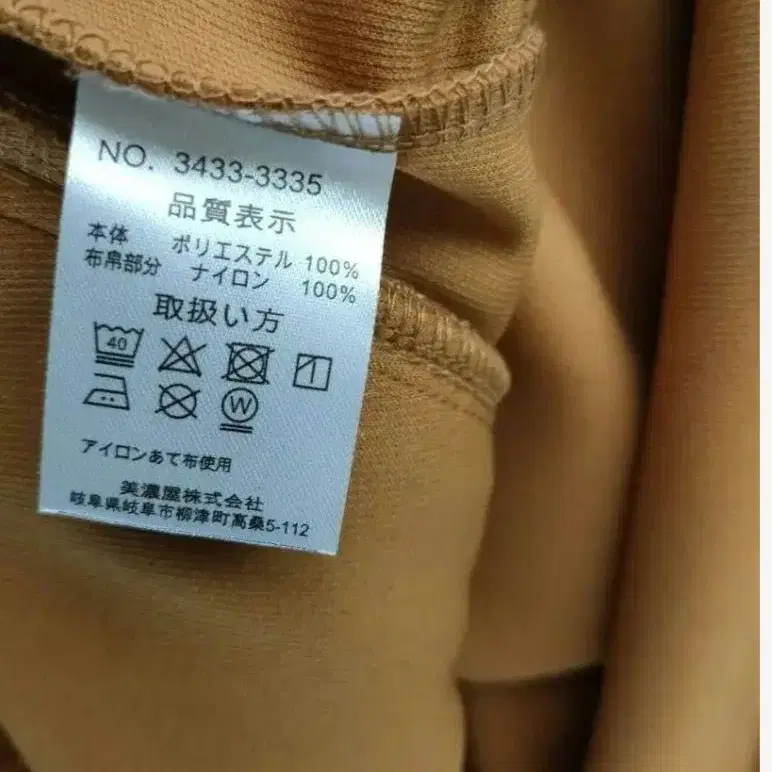 NO. 3433-3335
品質表示
本体 ポリエステル 100%
布帛部分 ナイロン 100%
取扱い方
40
W
アイロンあて布使用
美濃屋株式会社
岐阜県岐阜市柳津町高桑5-112